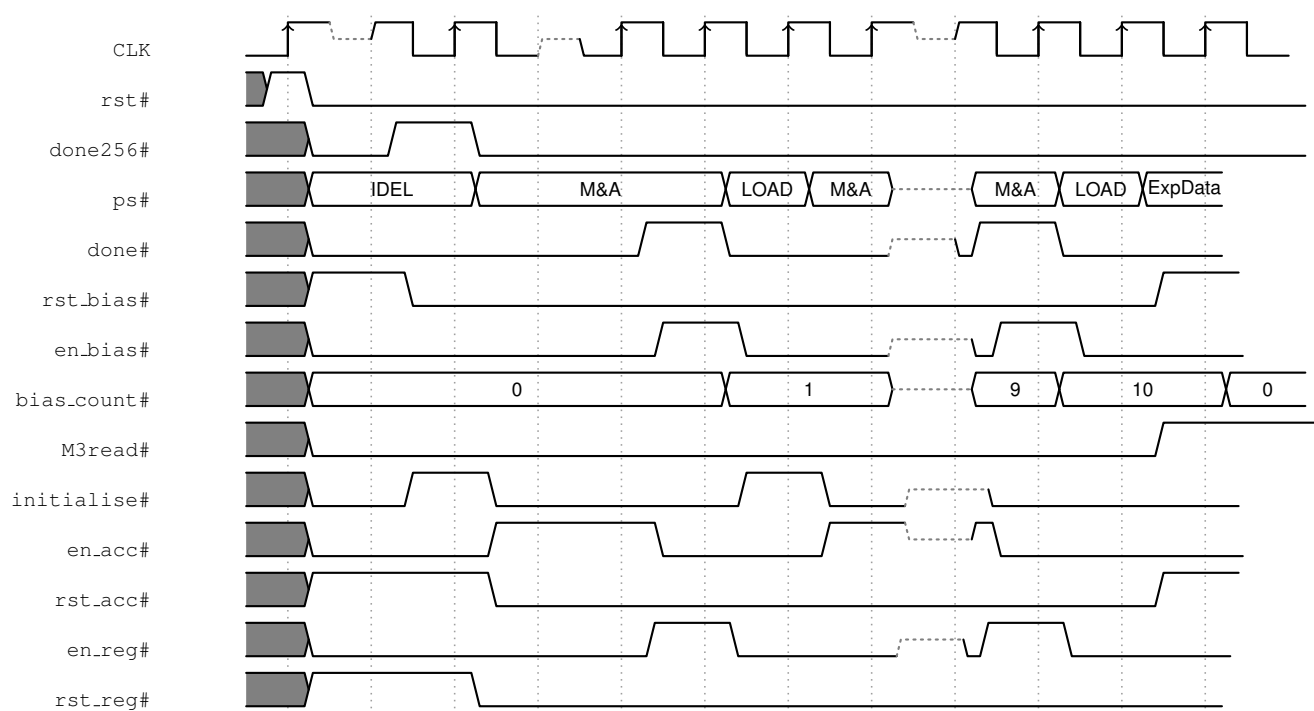 CLK
rst#
done256#
ps# IDEL M&A LOAD M&A M&A LOAD ExpData
done#
rst_bias#
en_bias#
bias_count# 0 1 9 10 0
M3read#
initialise#
en_acc#
rst_acc#
en_reg#
rst_reg#